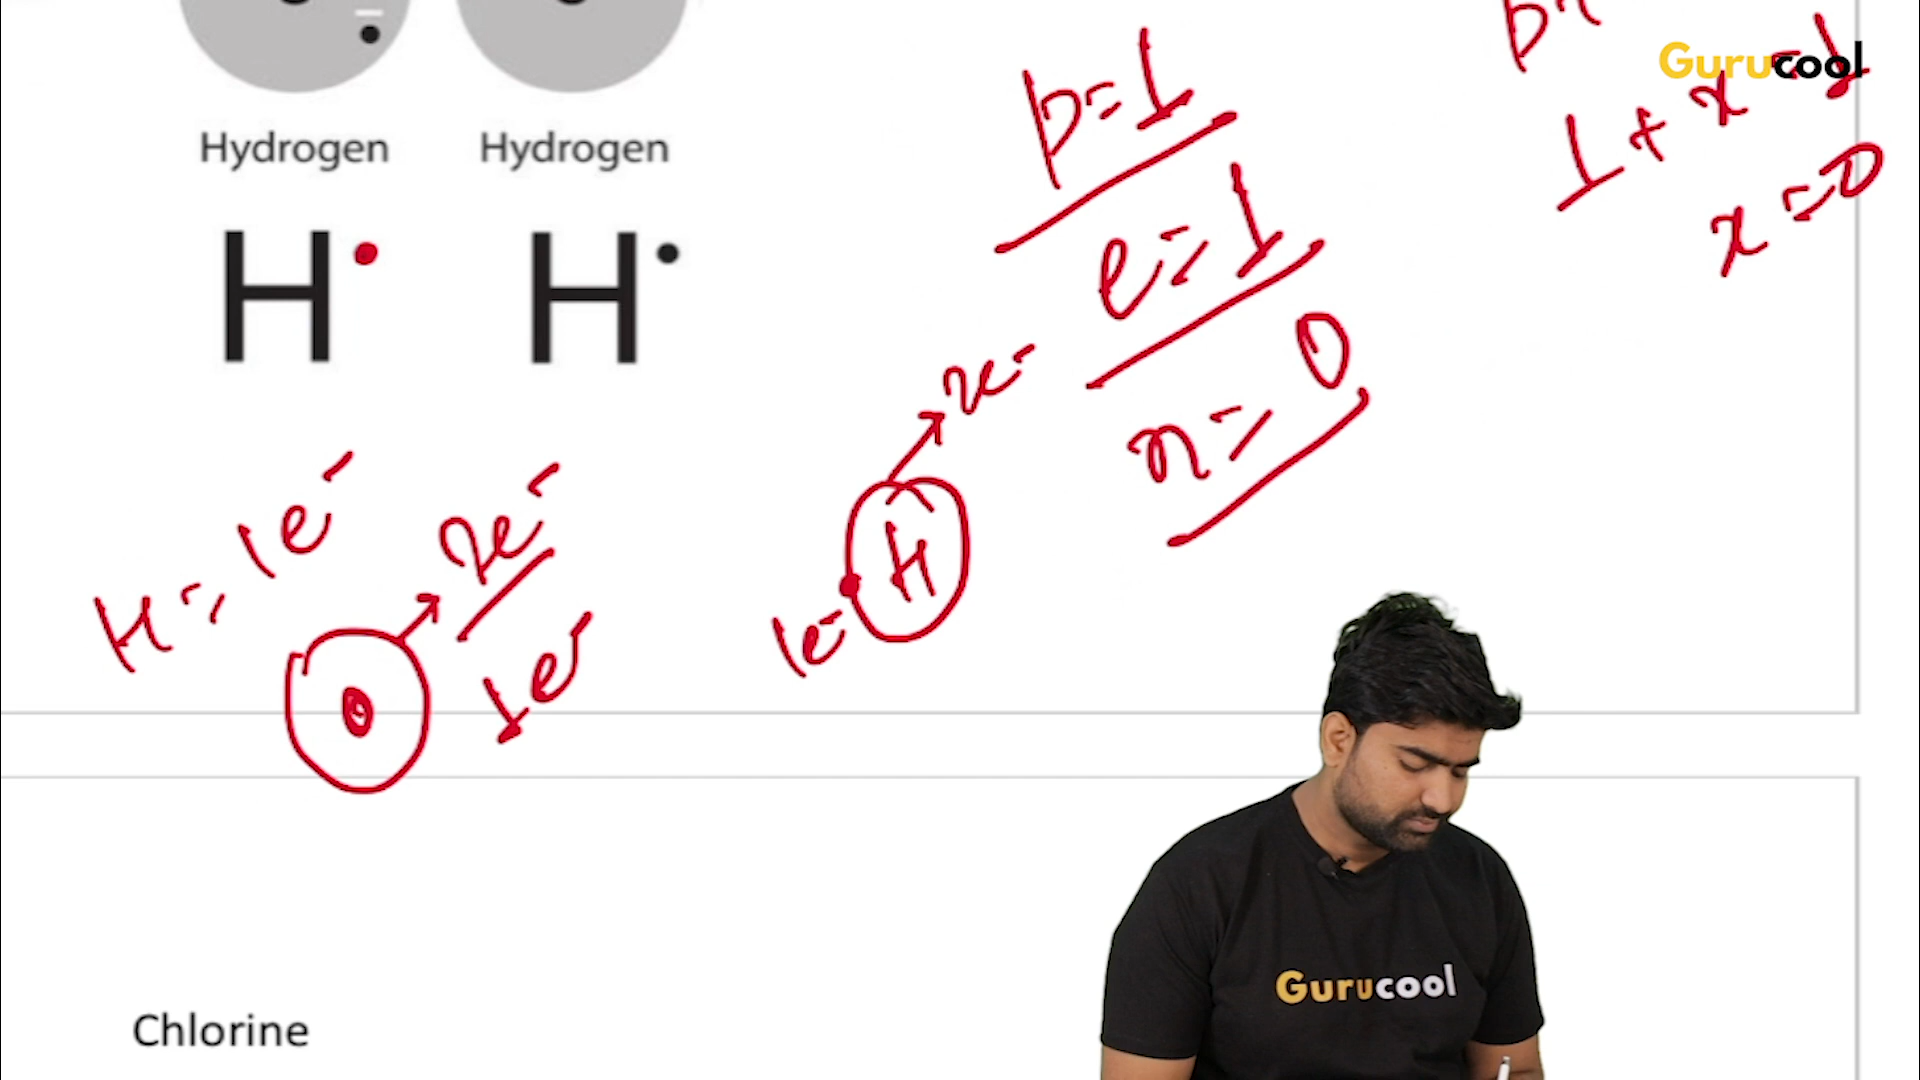 Gurucool
Hydrogen Hydrogen
H H
p=1
1+x=1
x=0
e=1
n=0
2e-
H=1e-
2e-
1e-
H
1e-
Gurucool
Chlorine